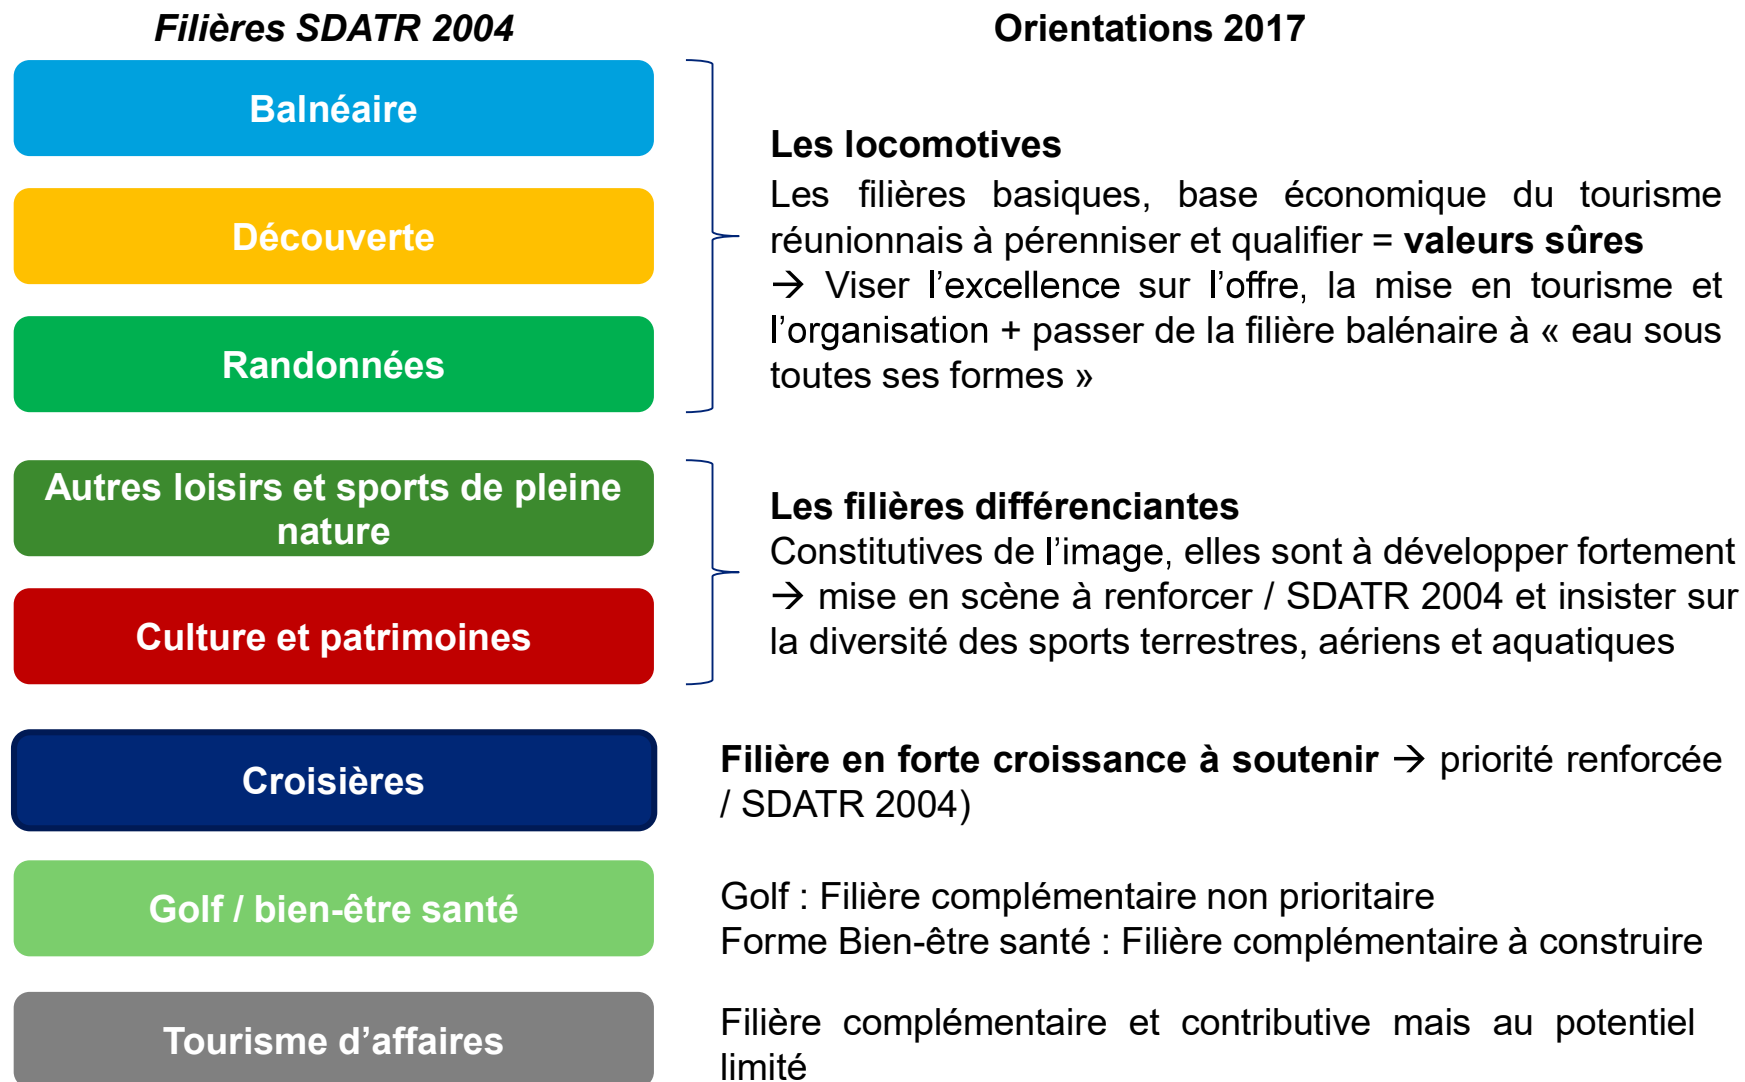 Filières SDATR 2004
Orientations 2017
Balnéaire
Découverte
Randonnées
Les locomotives
Les filières basiques, base économique du tourisme
réunionnais à pérenniser et qualifier = valeurs sûres
→ Viser l’excellence sur l’offre, la mise en tourisme et
l’organisation + passer de la filière balénaire à « eau sous
toutes ses formes »
Autres loisirs et sports de pleine
nature
Culture et patrimoines
Les filières différenciantes
Constitutives de l’image, elles sont à développer fortement
→ mise en scène à renforcer / SDATR 2004 et insister sur
la diversité des sports terrestres, aériens et aquatiques
Croisières
Filière en forte croissance à soutenir → priorité renforcée
/ SDATR 2004)
Golf / bien-être santé
Golf : Filière complémentaire non prioritaire
Forme Bien-être santé : Filière complémentaire à construire
Tourisme d’affaires
Filière complémentaire et contributive mais au potentiel
limité